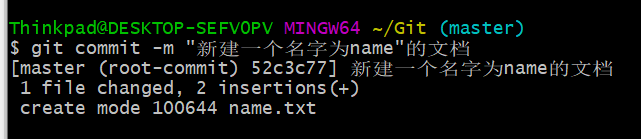 Thinkpad@DESKTOP-SEFV0PV MINGW64 ~/Git (master)
$ git commit -m "新建一个名字为name"的文档
[master (root-commit) 52c3c77] 新建一个名字为name的文档
 1 file changed, 2 insertions(+)
 create mode 100644 name.txt